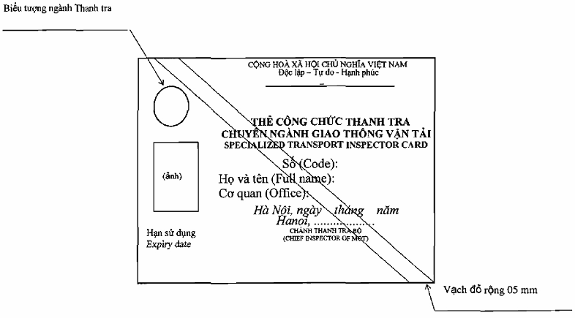 Biểu tượng ngành Thanh tra
CỘNG HOÀ XÃ HỘI CHỦ NGHĨA VIỆT NAM
Độc lập – Tự do - Hạnh phúc
THẺ CÔNG CHỨC THANH TRA
CHUYÊN NGÀNH GIAO THÔNG VẬN TẢI
SPECIALIZED TRANSPORT INSPECTOR CARD
Số (Code):
(ảnh)
Họ và tên (Full name):
Cơ quan (Office):
Hà Nội, ngày tháng năm
Hanoi, ...................
CHÁNH THANH TRA BỘ
(CHIEF INSPECTOR OF MOT)
Hạn sử dụng
Expiry date
Vạch đỏ rộng 05 mm